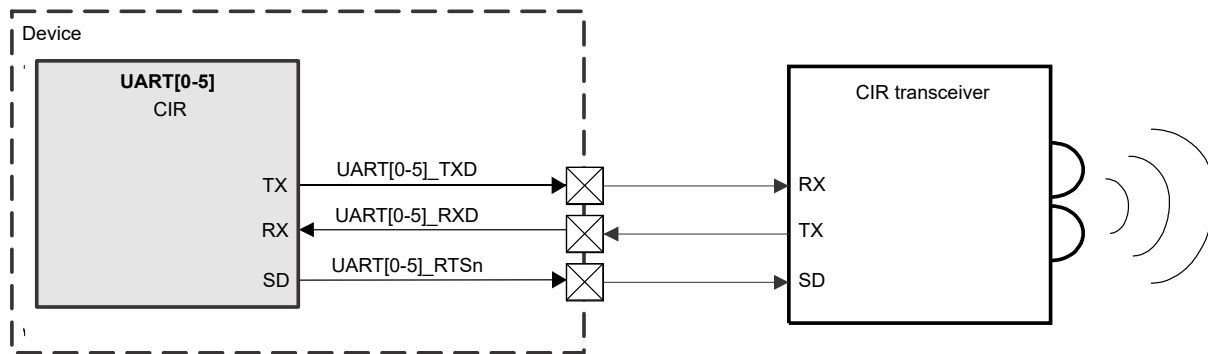 Device
UART[0-5]
CIR
CIR transceiver
TX
UART[0-5]_TXD
RX
RX
UART[0-5]_RXD
TX
SD
UART[0-5]_RTSn
SD